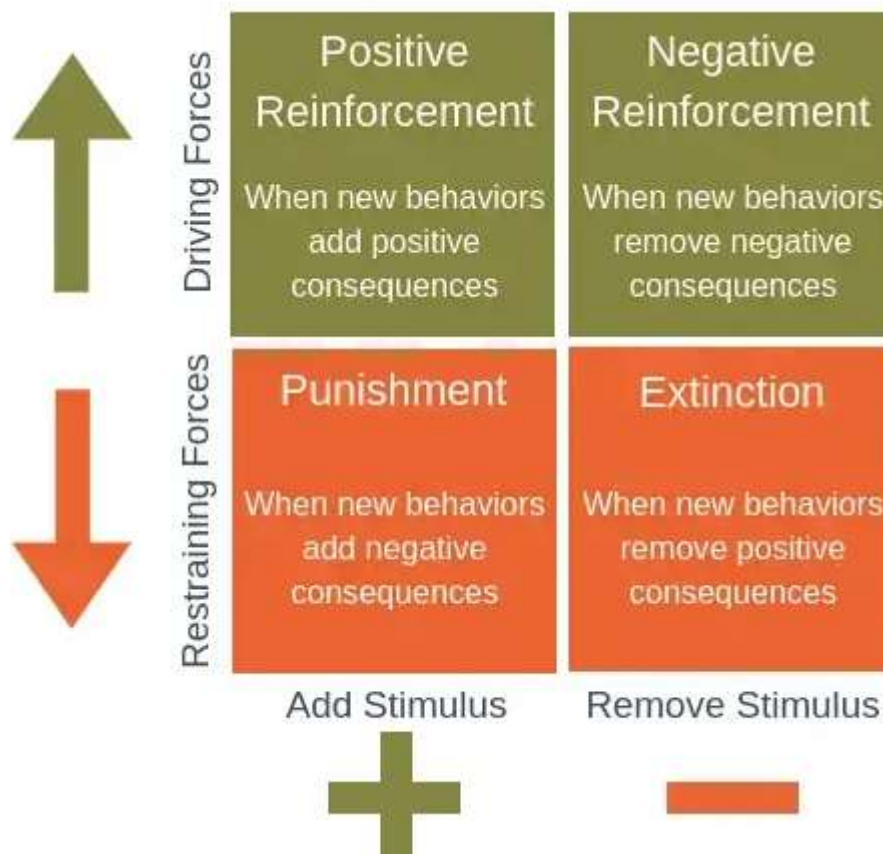 Driving Forces
Positive
Reinforcement
When new behaviors
add positive
consequences
Negative
Reinforcement
When new behaviors
remove negative
consequences
Restraining Forces
Punishment
When new behaviors
add negative
consequences
Extinction
When new behaviors
remove positive
consequences
Add Stimulus
Remove Stimulus